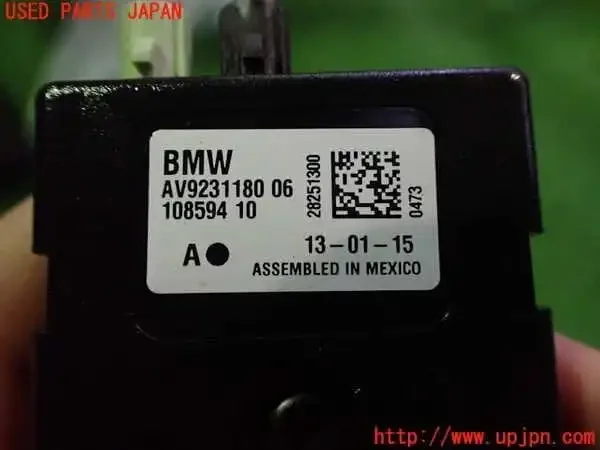 USED PARTS JAPAN
BMW
AV9231180 06
108594 10
28251300
0473
A
13-01-15
ASSEMBLED IN MEXICO
http://www.upjpn.com/